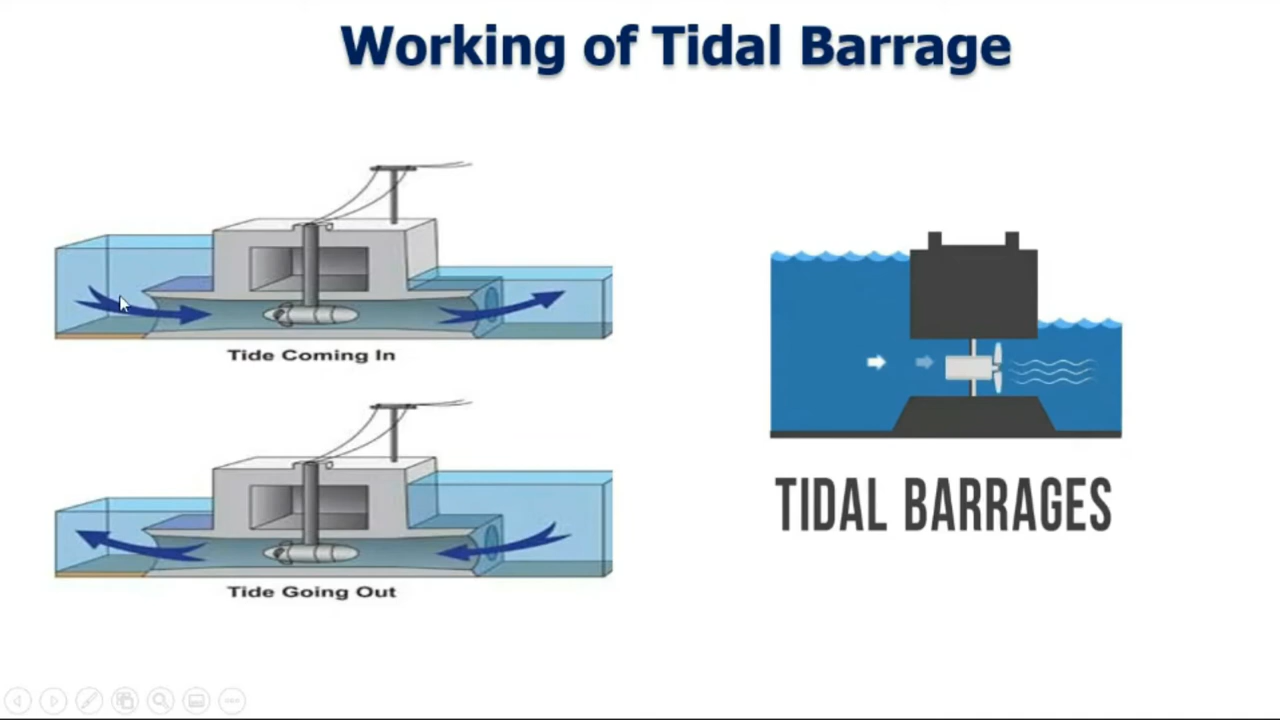 Working of Tidal Barrage
Tide Coming In
Tide Going Out
TIDAL BARRAGES